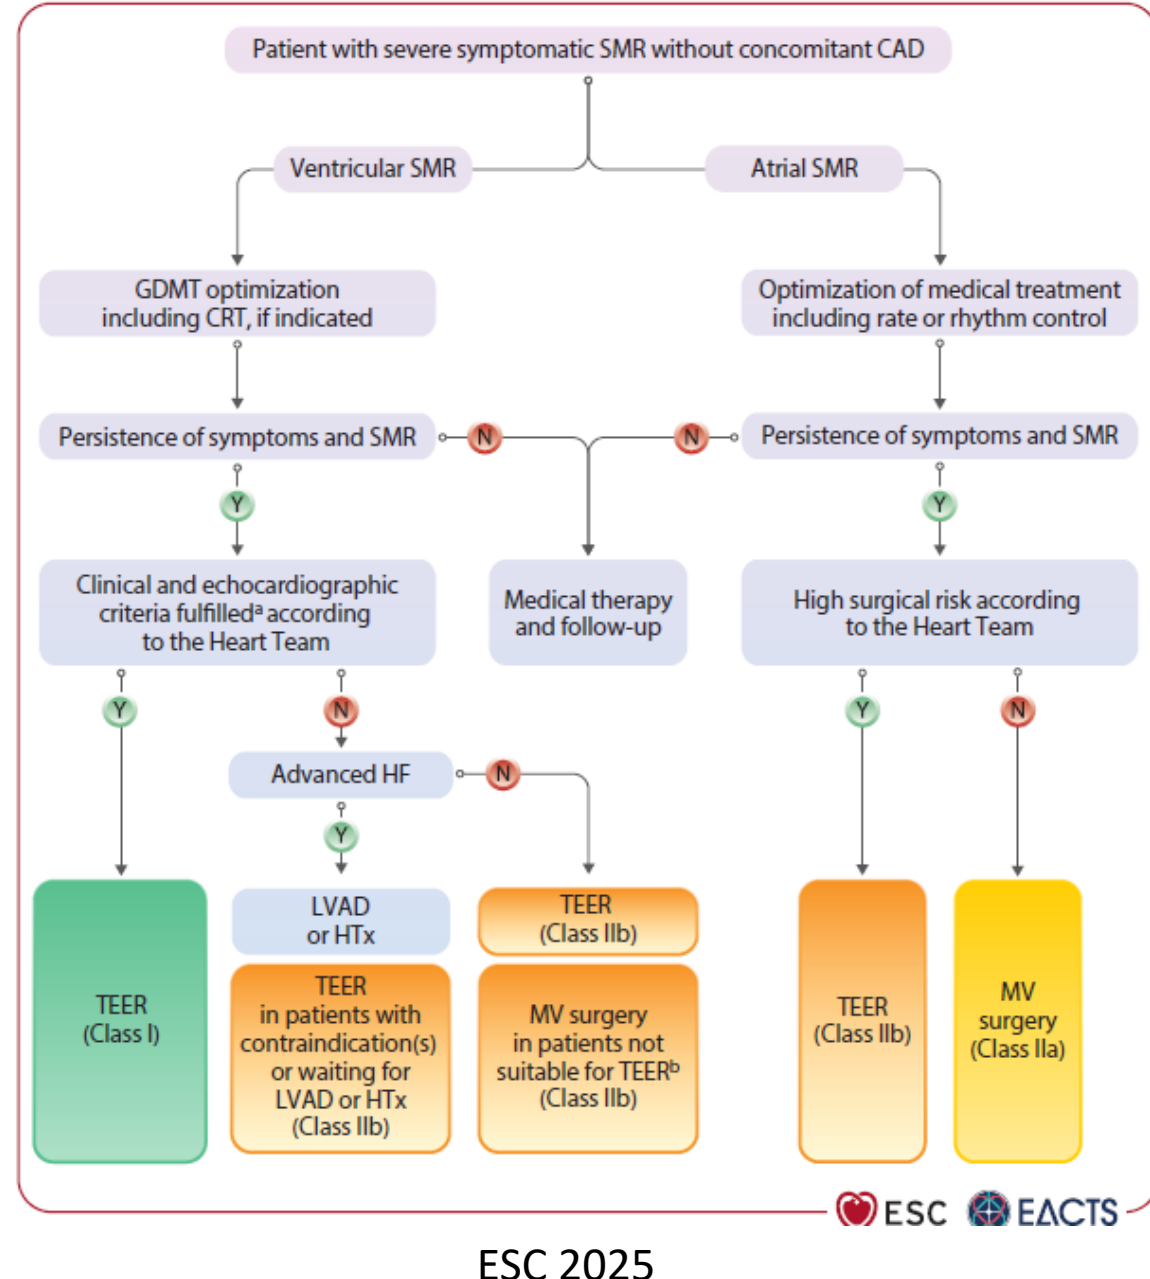 Patient with severe symptomatic SMR without concomitant CAD
Ventricular SMR
Atrial SMR
GDMT optimization
including CRT, if indicated
Optimization of medical treatment
including rate or rhythm control
Persistence of symptoms and SMR
N
N
Persistence of symptoms and SMR
Y
Y
Clinical and echocardiographic
criteria fulfilledᵃ according
to the Heart Team
Medical therapy
and follow-up
High surgical risk according
to the Heart Team
Y
N
Y
N
Advanced HF
N
Y
TEER
(Class I)
LVAD
or HTx
TEER
in patients with
contraindication(s)
or waiting for
LVAD or HTx
(Class IIb)
TEER
(Class IIb)
MV surgery
in patients not
suitable for TEERᵇ
(Class IIb)
TEER
(Class IIb)
MV
surgery
(Class IIa)
ESC
EACTS
ESC 2025